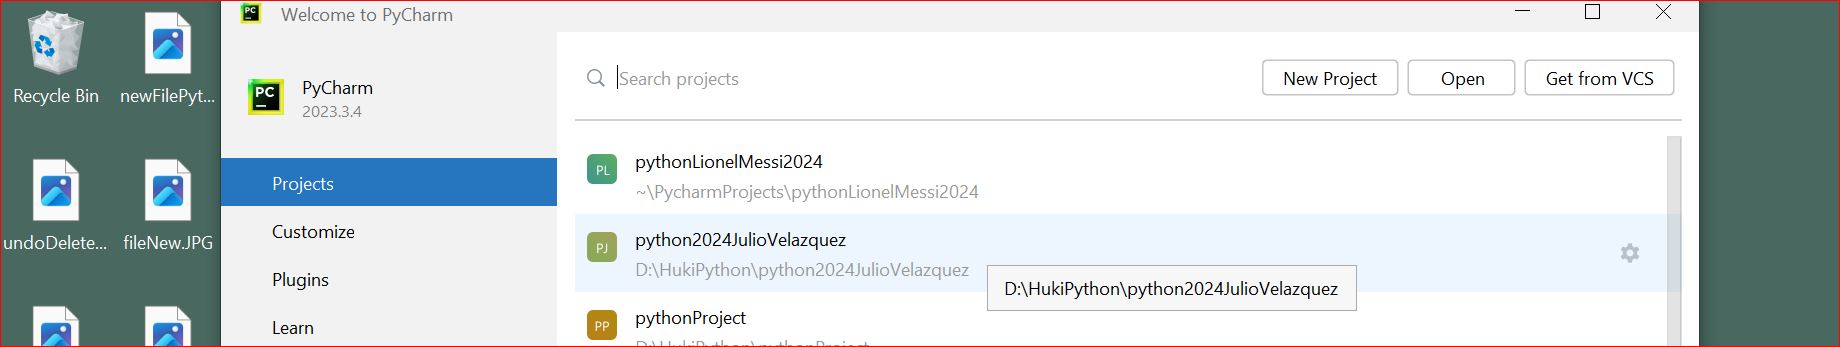 Welcome to PyCharm
Recycle Bin
newFilePyt...
undoDelete...
fileNew.JPG
PC
PyCharm
2023.3.4
Projects
Customize
Plugins
Learn
Search projects
New Project
Open
Get from VCS
PL
pythonLionelMessi2024
~\PycharmProjects\pythonLionelMessi2024
PJ
python2024JulioVelazquez
D:\HukiPython\python2024JulioVelazquez
D:\HukiPython\python2024JulioVelazquez
PP
pythonProject
D:\HukiPython\pythonProject